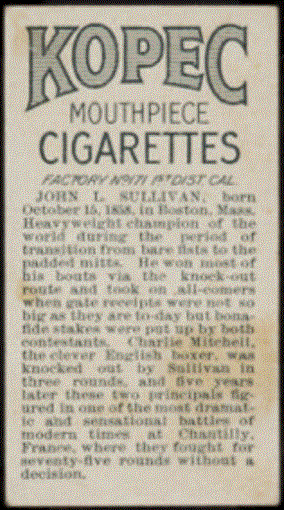 KOPEC
MOUTHPIECE
CIGARETTES
FACTORY Nº171 1ST DIST. CAL.
JOHN L. SULLIVAN, born
October 15, 1858, in Boston, Mass.
Heavyweight champion of the
world during the period of
transition from bare fists to the
padded mitts. He won most of
his bouts via the knock-out
route and took on all-comers
when gate receipts were not so
big as they are to-day but bona-
fide stakes were put up by both
contestants. Charlie Mitchell,
the clever English boxer, was
knocked out by Sullivan in
three rounds, and five years
later these two principals fig-
ured in one of the most dramat-
ic and sensational battles of
modern times at Chantilly,
France, where they fought for
seventy-five rounds without a
decision.